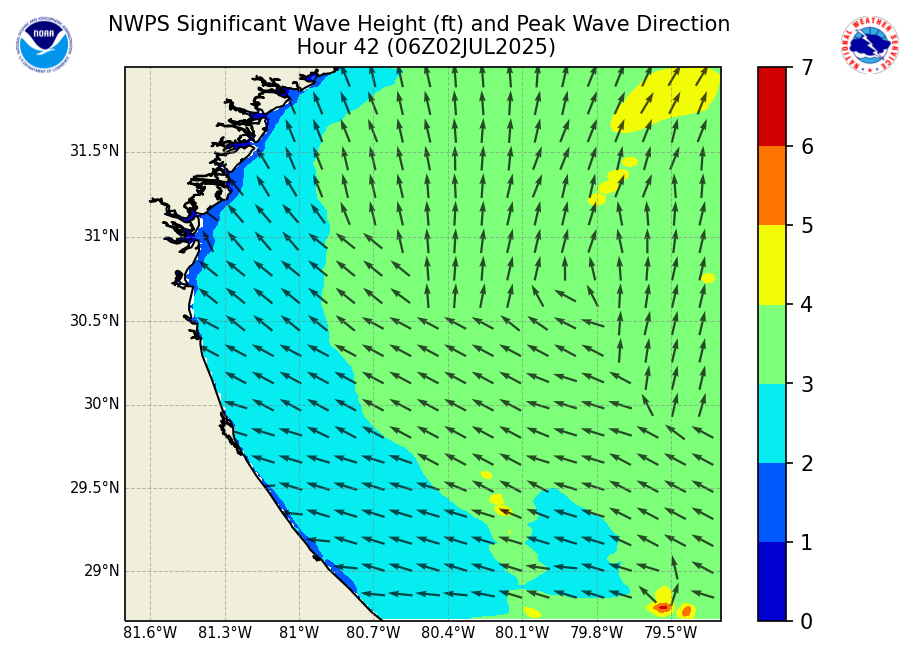 NWPS Significant Wave Height (ft) and Peak Wave Direction
Hour 42 (06Z02JUL2025)
NOAA
NATIONAL WEATHER SERVICE
31.5°N
31°N
30.5°N
30°N
29.5°N
29°N
81.6°W 81.3°W 81°W 80.7°W 80.4°W 80.1°W 79.8°W 79.5°W
7
6
5
4
3
2
1
0